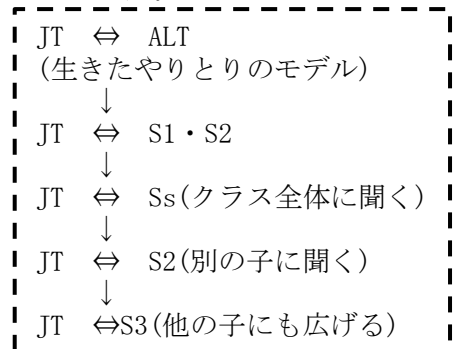 JT ⇔ ALT
(生きたやりとりのモデル)
↓
JT ⇔ S1・S2
↓
JT ⇔ Ss(クラス全体に聞く)
↓
JT ⇔ S2(別の子に聞く)
↓
JT ⇔S3(他の子にも広げる)